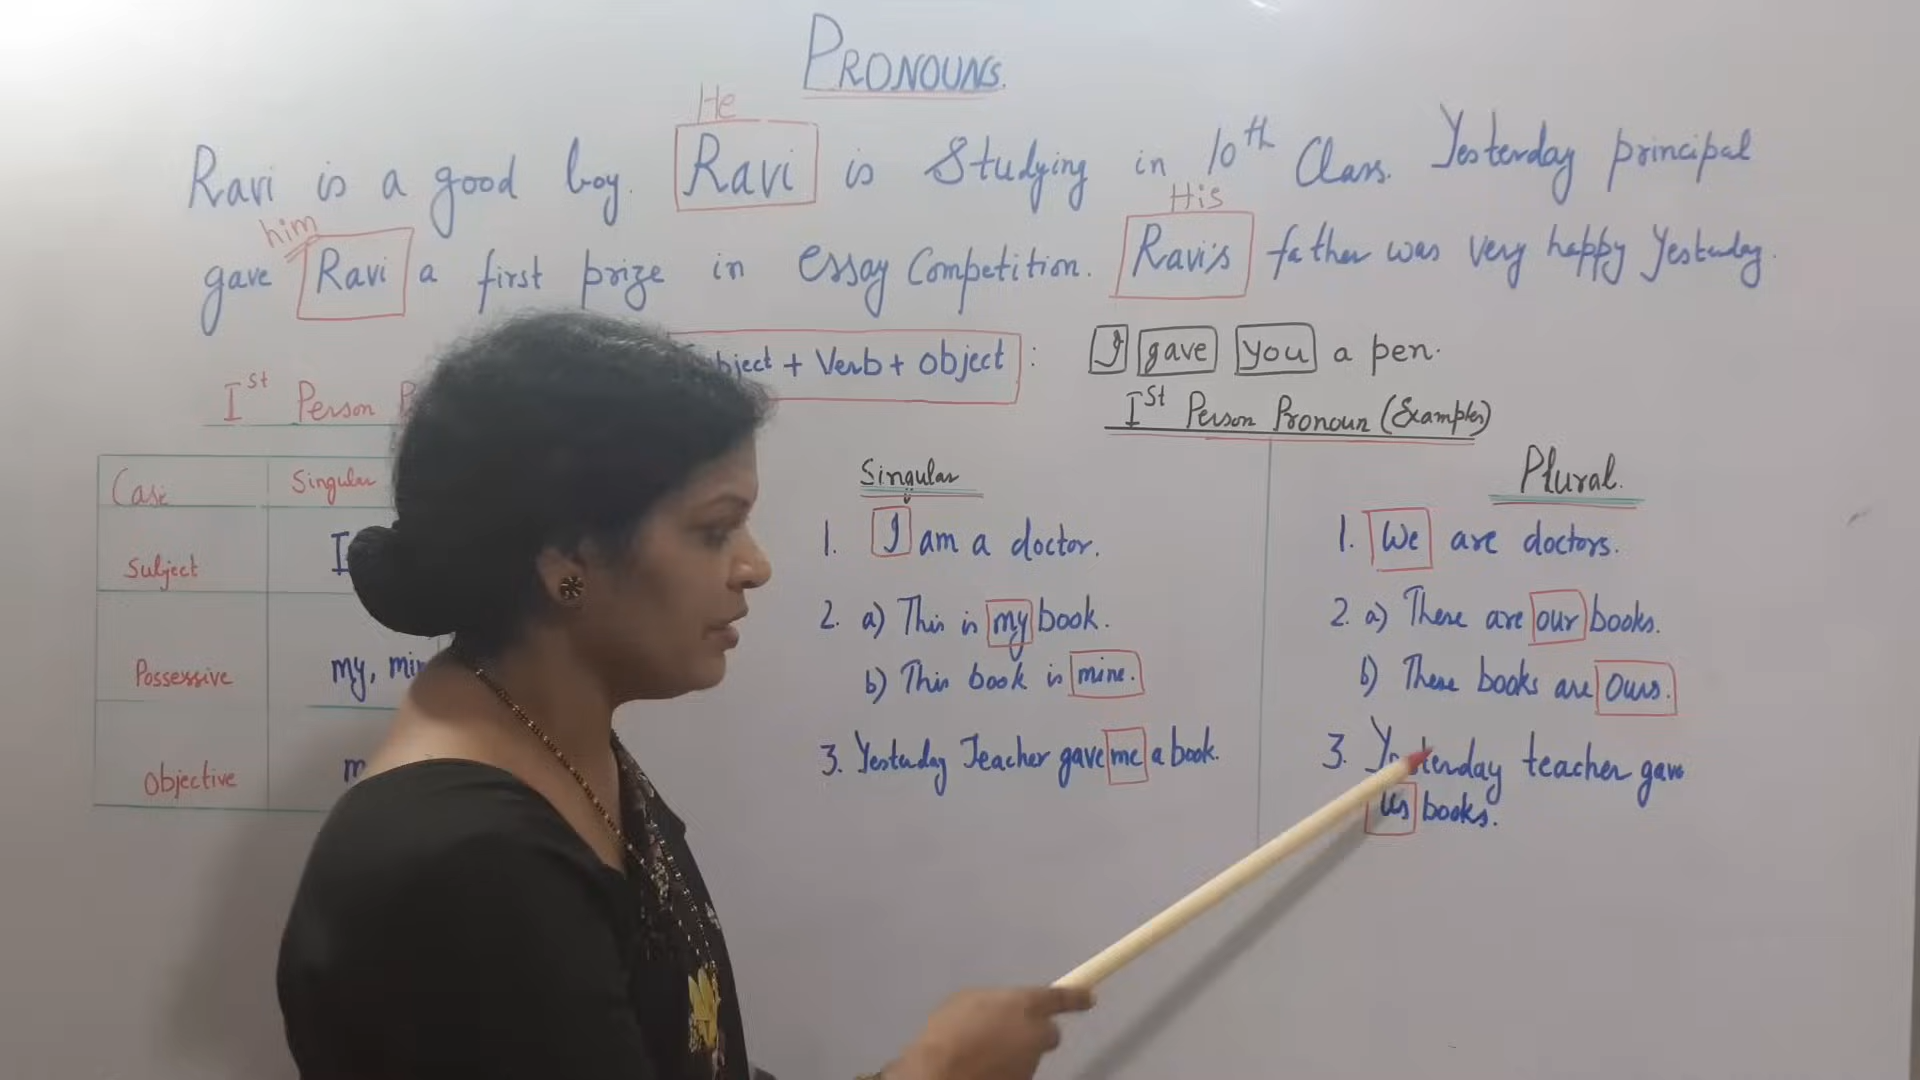 PRONOUNS.
He
Ravi is a good boy. Ravi is Studying in 10th Class. Yesterday principal
him His
gave Ravi a first prize in essay Competition. Ravi's father was very happy Yesterday.
+ Verb + object : I gave you a pen.
Ist Person
Ist Person Pronoun (Examples)
Case Singular
Subject I
Possessive my,
Objective
Singular
1. I am a doctor.
2. a) This is my book.
b) This book is mine.
3. Yesterday Teacher gave me a book.
Plural.
1. We are doctors.
2. a) These are our books.
b) These books are ours.
3. Yesterday teacher gave
us books.